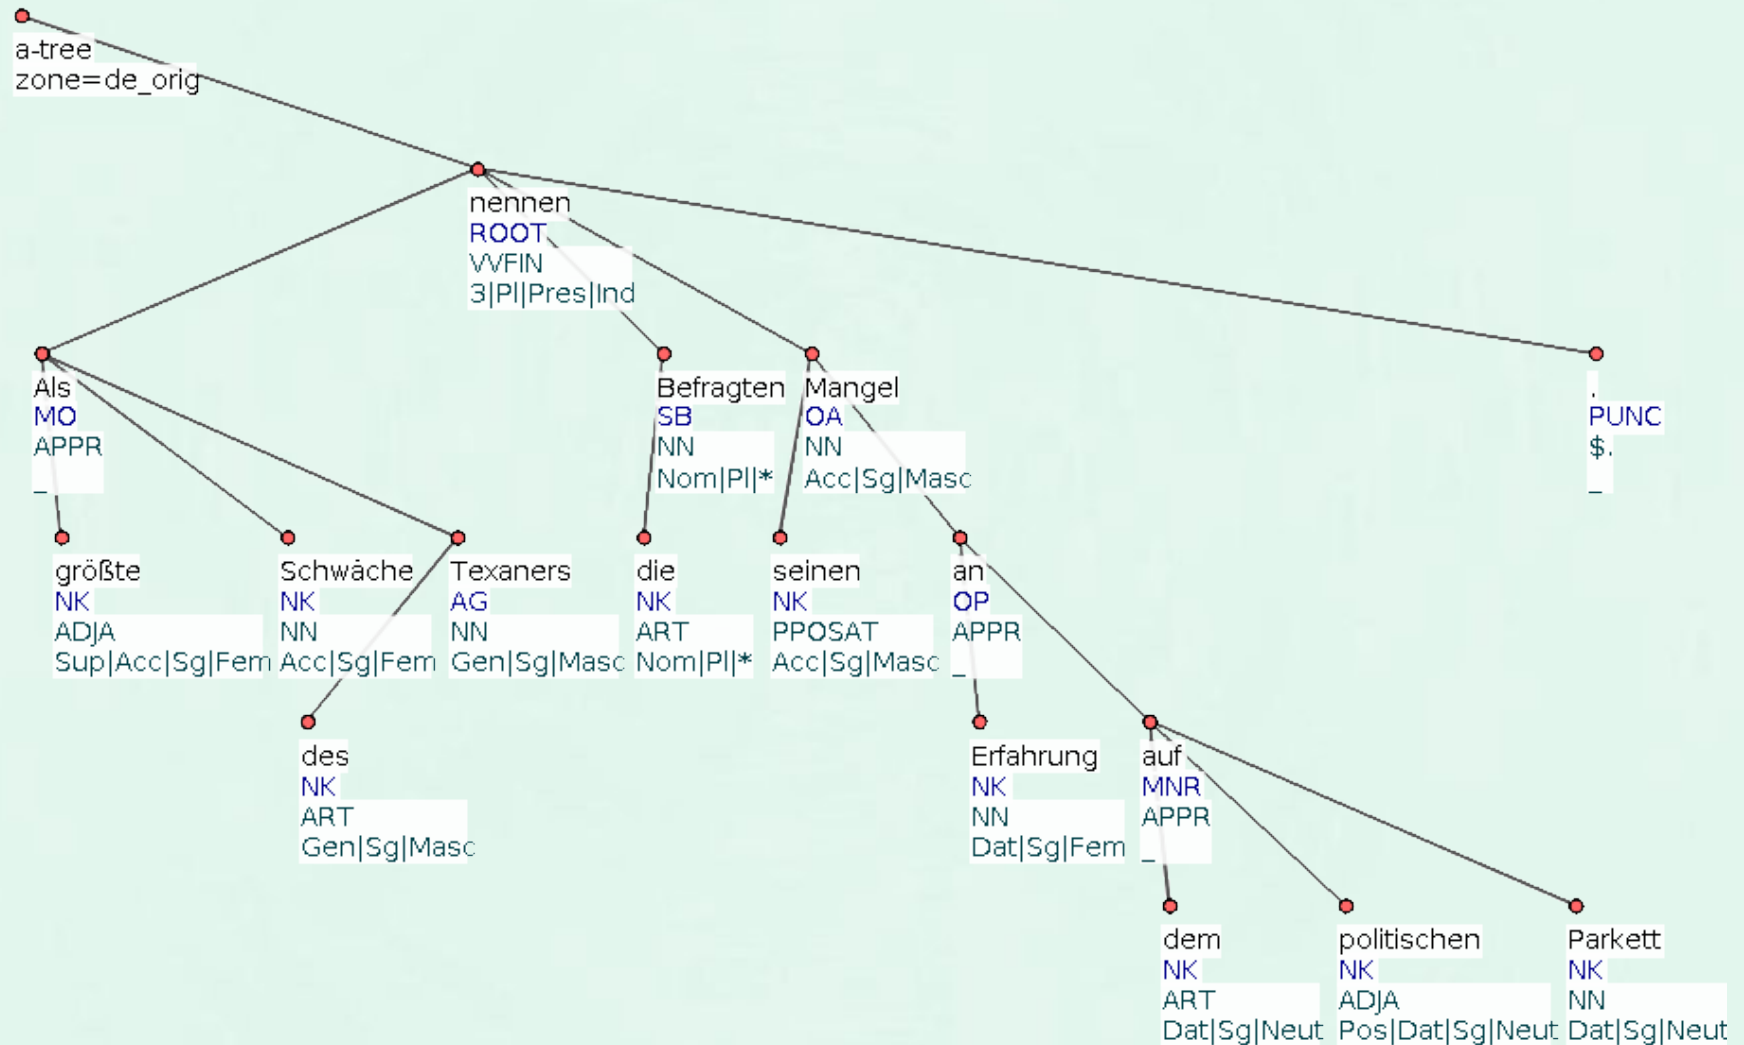 a-tree
zone=de_orig
nennen
ROOT
VVFIN
3|Pl|Pres|Ind
Als
MO
APPR
_
Befragten
SB
NN
Nom|Pl|*
Mangel
OA
NN
Acc|Sg|Masc
.
PUNC
$.
_
größte
NK
ADJA
Sup|Acc|Sg|Fem
Schwäche
NK
NN
Acc|Sg|Fem
Texaners
AG
NN
Gen|Sg|Masc
die
NK
ART
Nom|Pl|*
seinen
NK
PPOSAT
Acc|Sg|Masc
an
OP
APPR
_
des
NK
ART
Gen|Sg|Masc
Erfahrung
NK
NN
Dat|Sg|Fem
auf
MNR
APPR
_
dem
NK
ART
Dat|Sg|Neut
politischen
NK
ADJA
Pos|Dat|Sg|Neut
Parkett
NK
NN
Dat|Sg|Neut